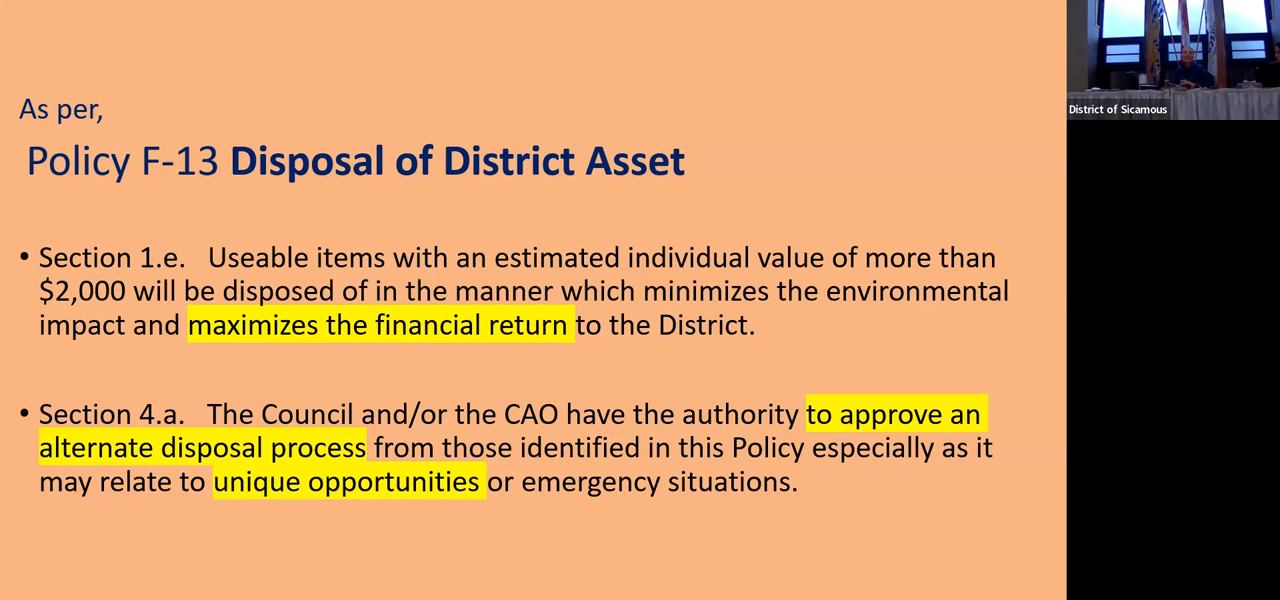 As per,
Policy F-13 Disposal of District Asset
• Section 1.e. Useable items with an estimated individual value of more than
$2,000 will be disposed of in the manner which minimizes the environmental
impact and maximizes the financial return to the District.
• Section 4.a. The Council and/or the CAO have the authority to approve an
alternate disposal process from those identified in this Policy especially as it
may relate to unique opportunities or emergency situations.
District of Sicamous